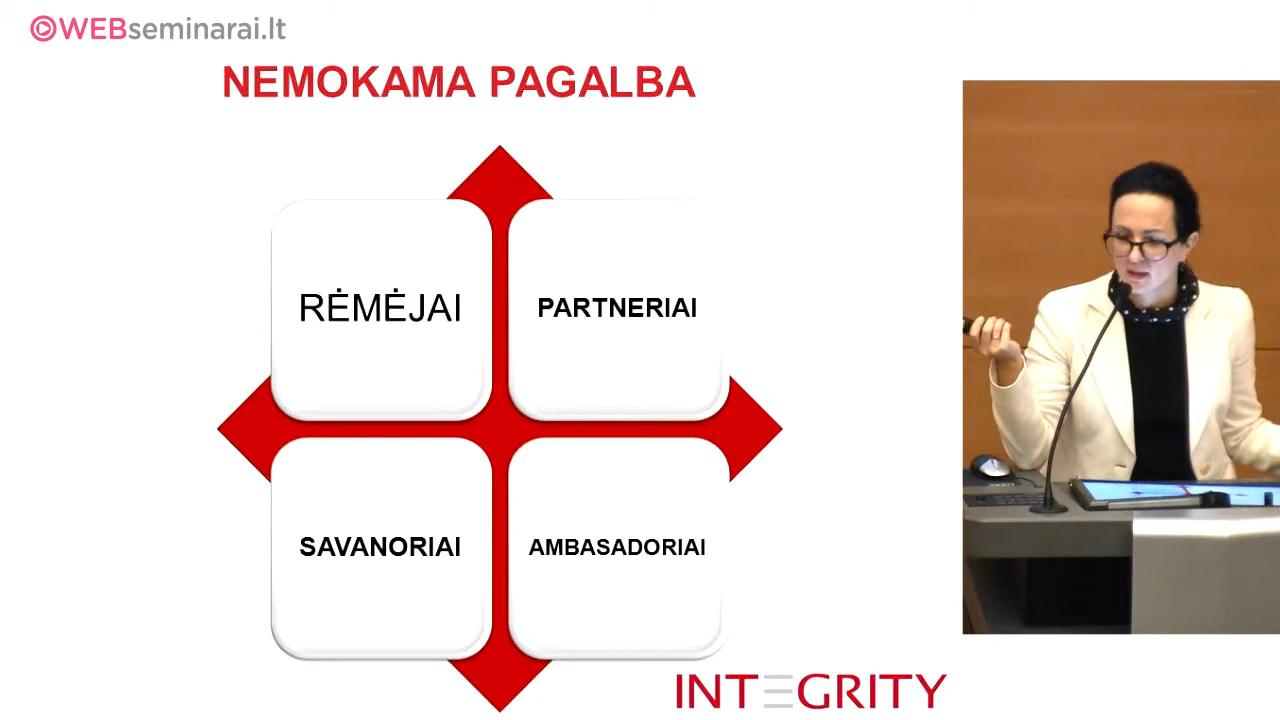 WEBseminarai.lt
NEMOKAMA PAGALBA
RĖMĖJAI
PARTNERIAI
SAVANORIAI
AMBASADORIAI
INTEGRITY